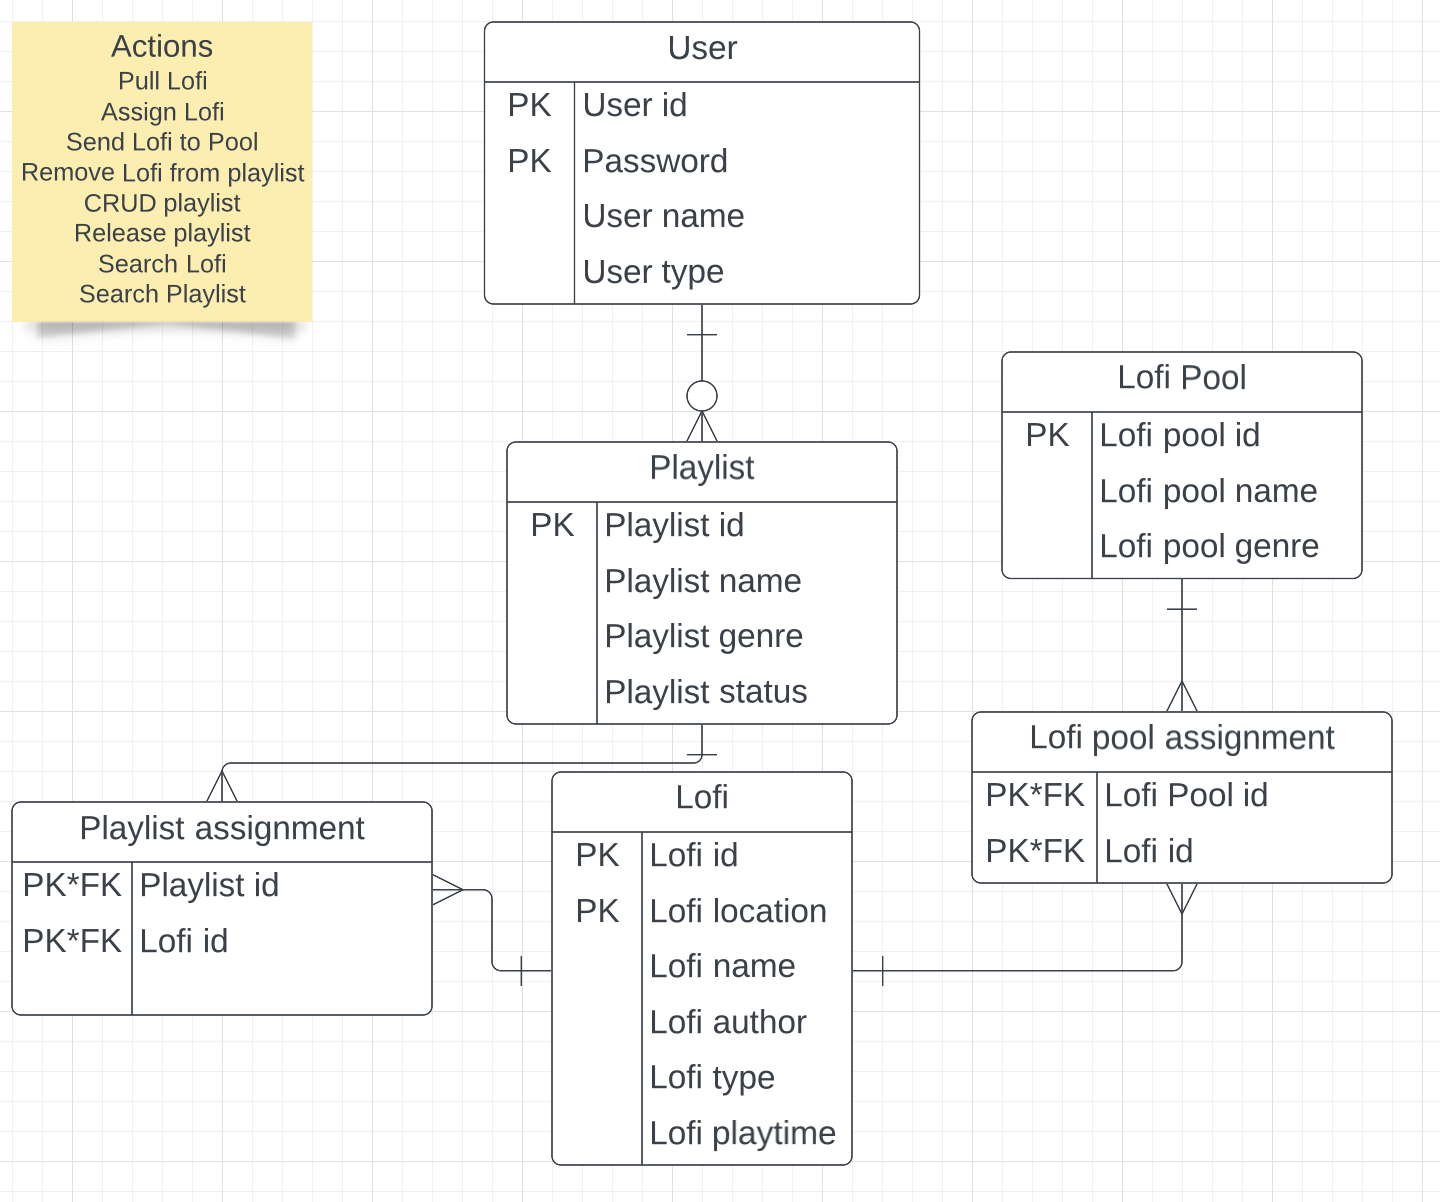 Actions
Pull Lofi
Assign Lofi
Send Lofi to Pool
Remove Lofi from playlist
CRUD playlist
Release playlist
Search Lofi
Search Playlist
User
PK User id
PK Password
User name
User type
Lofi Pool
PK Lofi pool id
Lofi pool name
Lofi pool genre
Playlist
PK Playlist id
Playlist name
Playlist genre
Playlist status
Lofi pool assignment
PK*FK Lofi Pool id
PK*FK Lofi id
Playlist assignment
PK*FK Playlist id
PK*FK Lofi id
Lofi
PK Lofi id
PK Lofi location
Lofi name
Lofi author
Lofi type
Lofi playtime